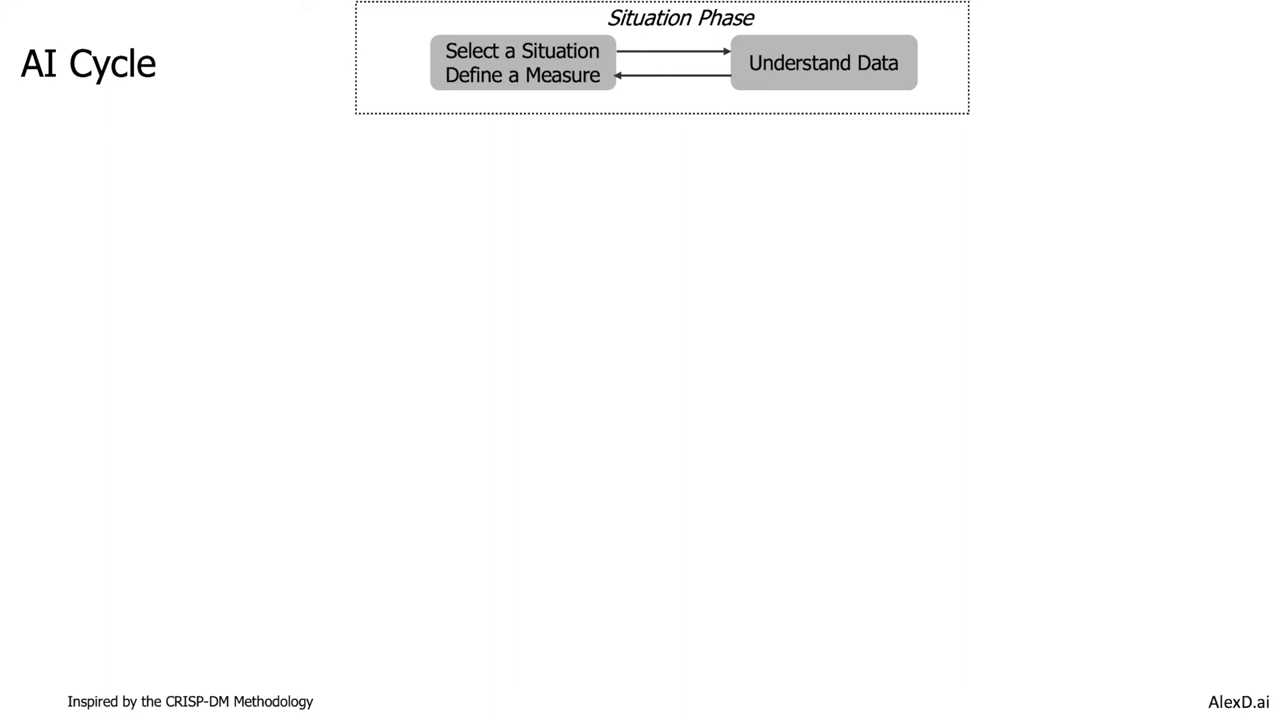 Situation Phase
AI Cycle
Select a Situation
Define a Measure
Understand Data
Inspired by the CRISP-DM Methodology
AlexD.ai